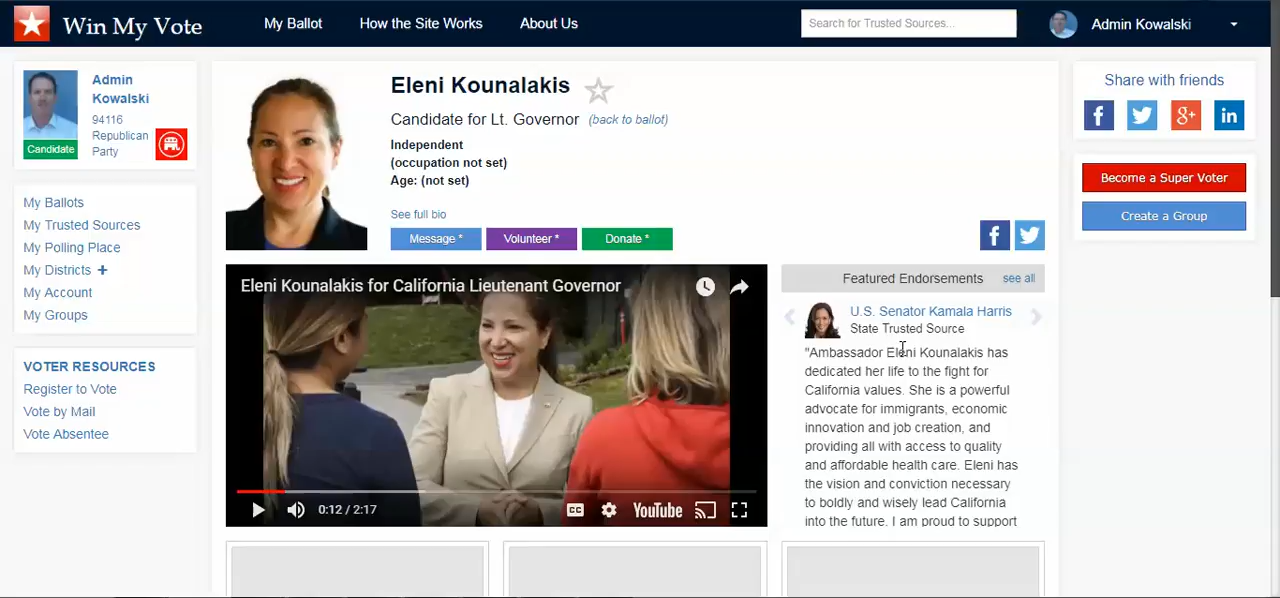 Win My Vote
My Ballot
How the Site Works
About Us
Search for Trusted Sources...
Admin Kowalski
Admin
Kowalski
94116
Republican
Party
Candidate
My Ballots
My Trusted Sources
My Polling Place
My Districts +
My Account
My Groups
VOTER RESOURCES
Register to Vote
Vote by Mail
Vote Absentee
Eleni Kounalakis
Candidate for Lt. Governor (back to ballot)
Independent
(occupation not set)
Age: (not set)
See full bio
Message *
Volunteer *
Donate *
Eleni Kounalakis for California Lieutenant Governor
0:12 / 2:17
CC
YouTube
Featured Endorsements
see all
U.S. Senator Kamala Harris
State Trusted Source
"Ambassador Eleni Kounalakis has
dedicated her life to the fight for
California values. She is a powerful
advocate for immigrants, economic
innovation and job creation, and
providing all with access to quality
and affordable health care. Eleni has
the vision and conviction necessary
to boldly and wisely lead California
into the future. I am proud to support
Share with friends
Become a Super Voter
Create a Group